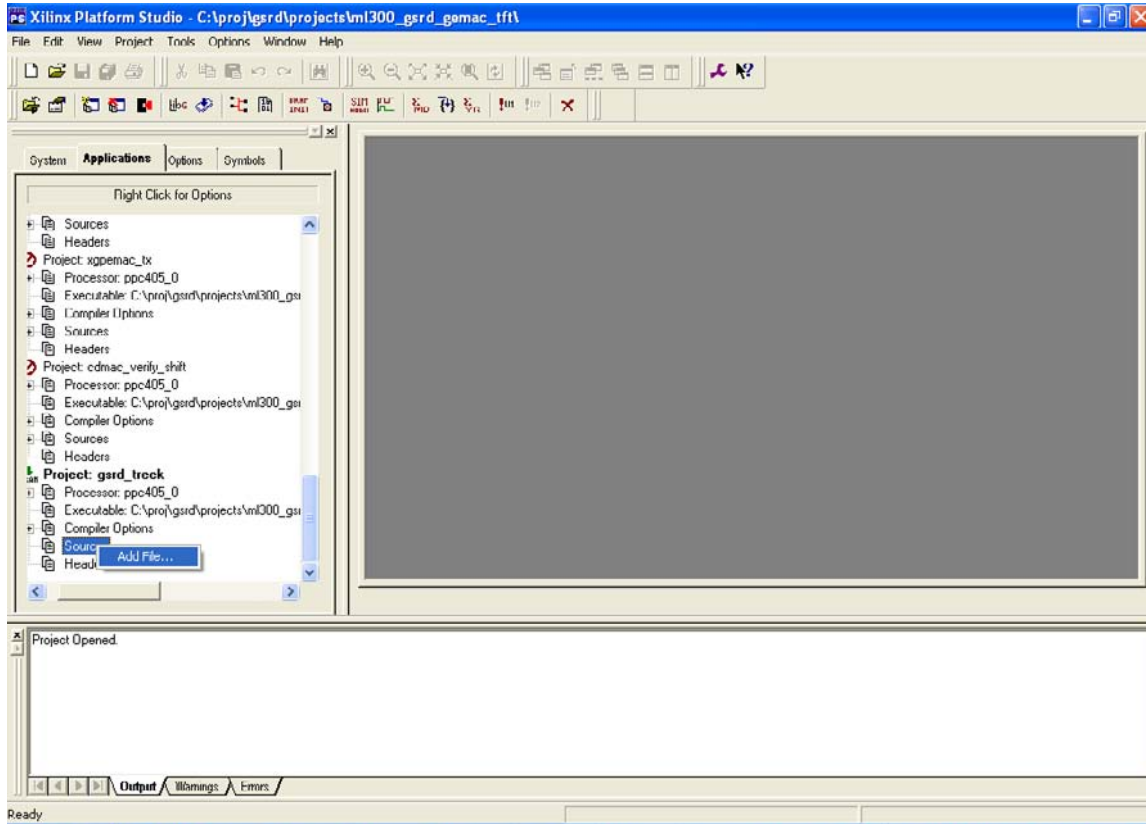 Xilinx Platform Studio - C:\proj\gsrd\projects\ml300_gsrd_gemac_tft\
File Edit View Project Tools Options Window Help
System Applications Options Symbols
Right Click for Options
Sources
Headers
Project: xgpemac_tx
Processor: ppc405_0
Executable: C:\proj\gsrd\projects\ml300_gsr
Compiler Options
Sources
Headers
Project: cdmac_verify_shift
Processor: ppc405_0
Executable: C:\proj\gsrd\projects\ml300_gsr
Compiler Options
Sources
Headers
Project: gsrd_treck
Processor: ppc405_0
Executable: C:\proj\gsrd\projects\ml300_gsr
Compiler Options
Sourc
Add File...
Heade
Project Opened.
Output Warnings Errors
Ready